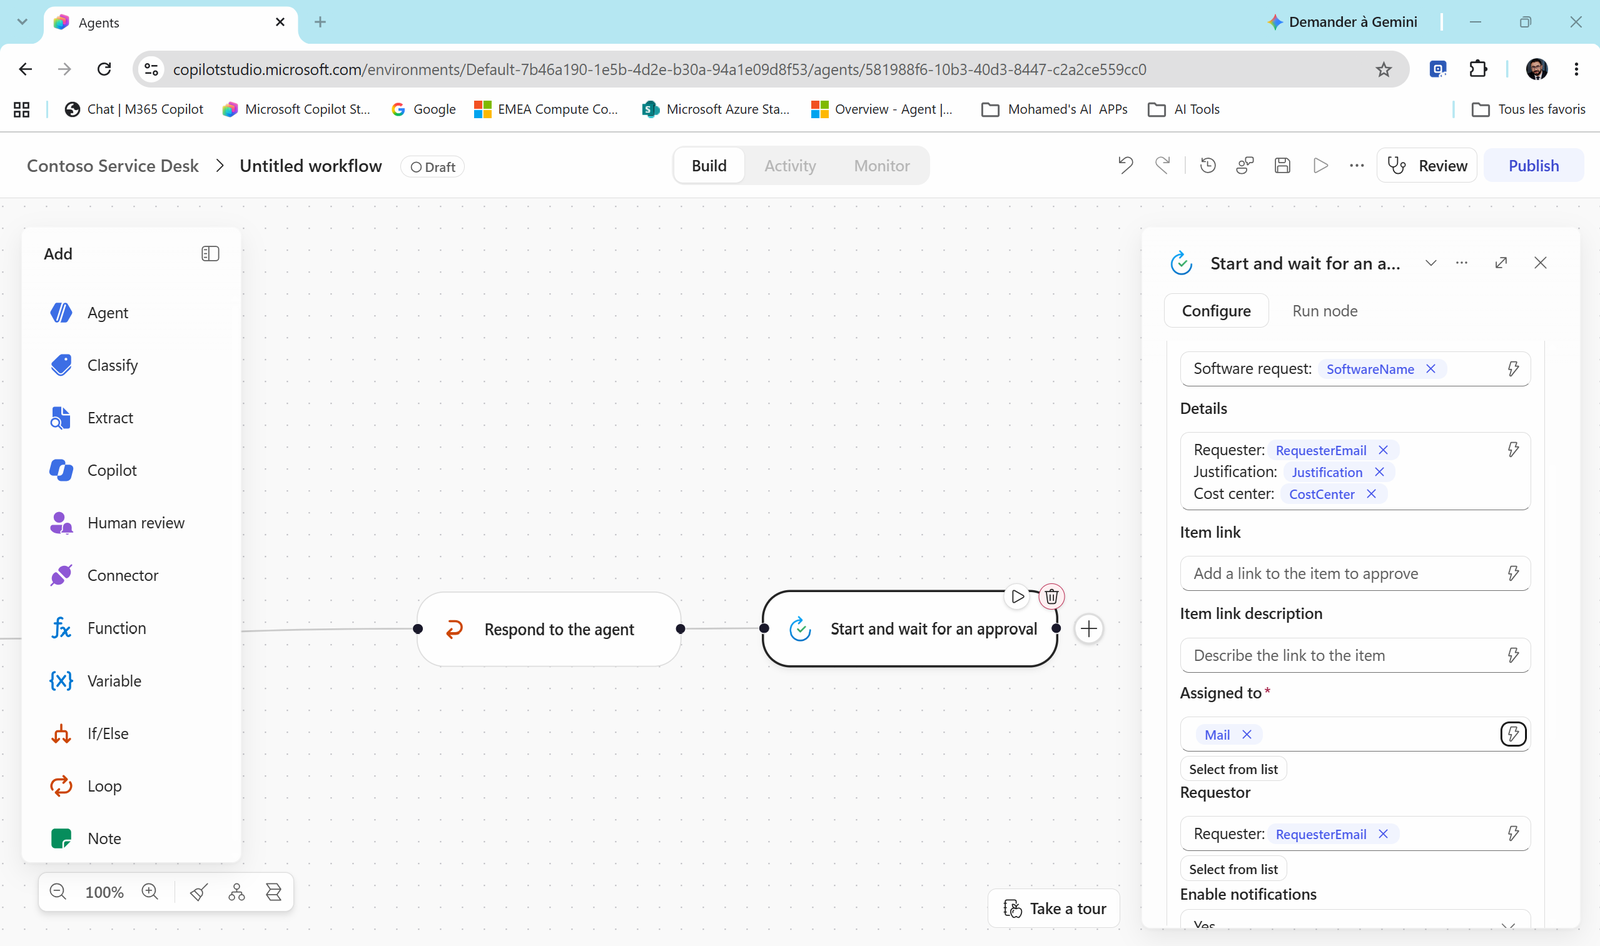 Agents
Demander à Gemini
copilotstudio.microsoft.com/environments/Default-7b46a190-1e5b-4d2e-b30a-94a1e09d8f53/agents/581988f6-10b3-40d3-8447-c2a2ce559cc0
Chat | M365 Copilot
Microsoft Copilot St...
Google
EMEA Compute Co...
Microsoft Azure Sta...
Overview - Agent |...
Mohamed's AI APPs
AI Tools
Tous les favoris
Contoso Service Desk > Untitled workflow
Draft
Build
Activity
Monitor
Review
Publish
Add
Agent
Classify
Extract
Copilot
Human review
Connector
Function
Variable
If/Else
Loop
Note
100%
Respond to the agent
Start and wait for an approval
Take a tour
Start and wait for an a...
Configure
Run node
Software request: SoftwareName
Details
Requester: RequesterEmail
Justification: Justification
Cost center: CostCenter
Item link
Add a link to the item to approve
Item link description
Describe the link to the item
Assigned to*
Mail
Select from list
Requestor
Requester: RequesterEmail
Select from list
Enable notifications
Yes